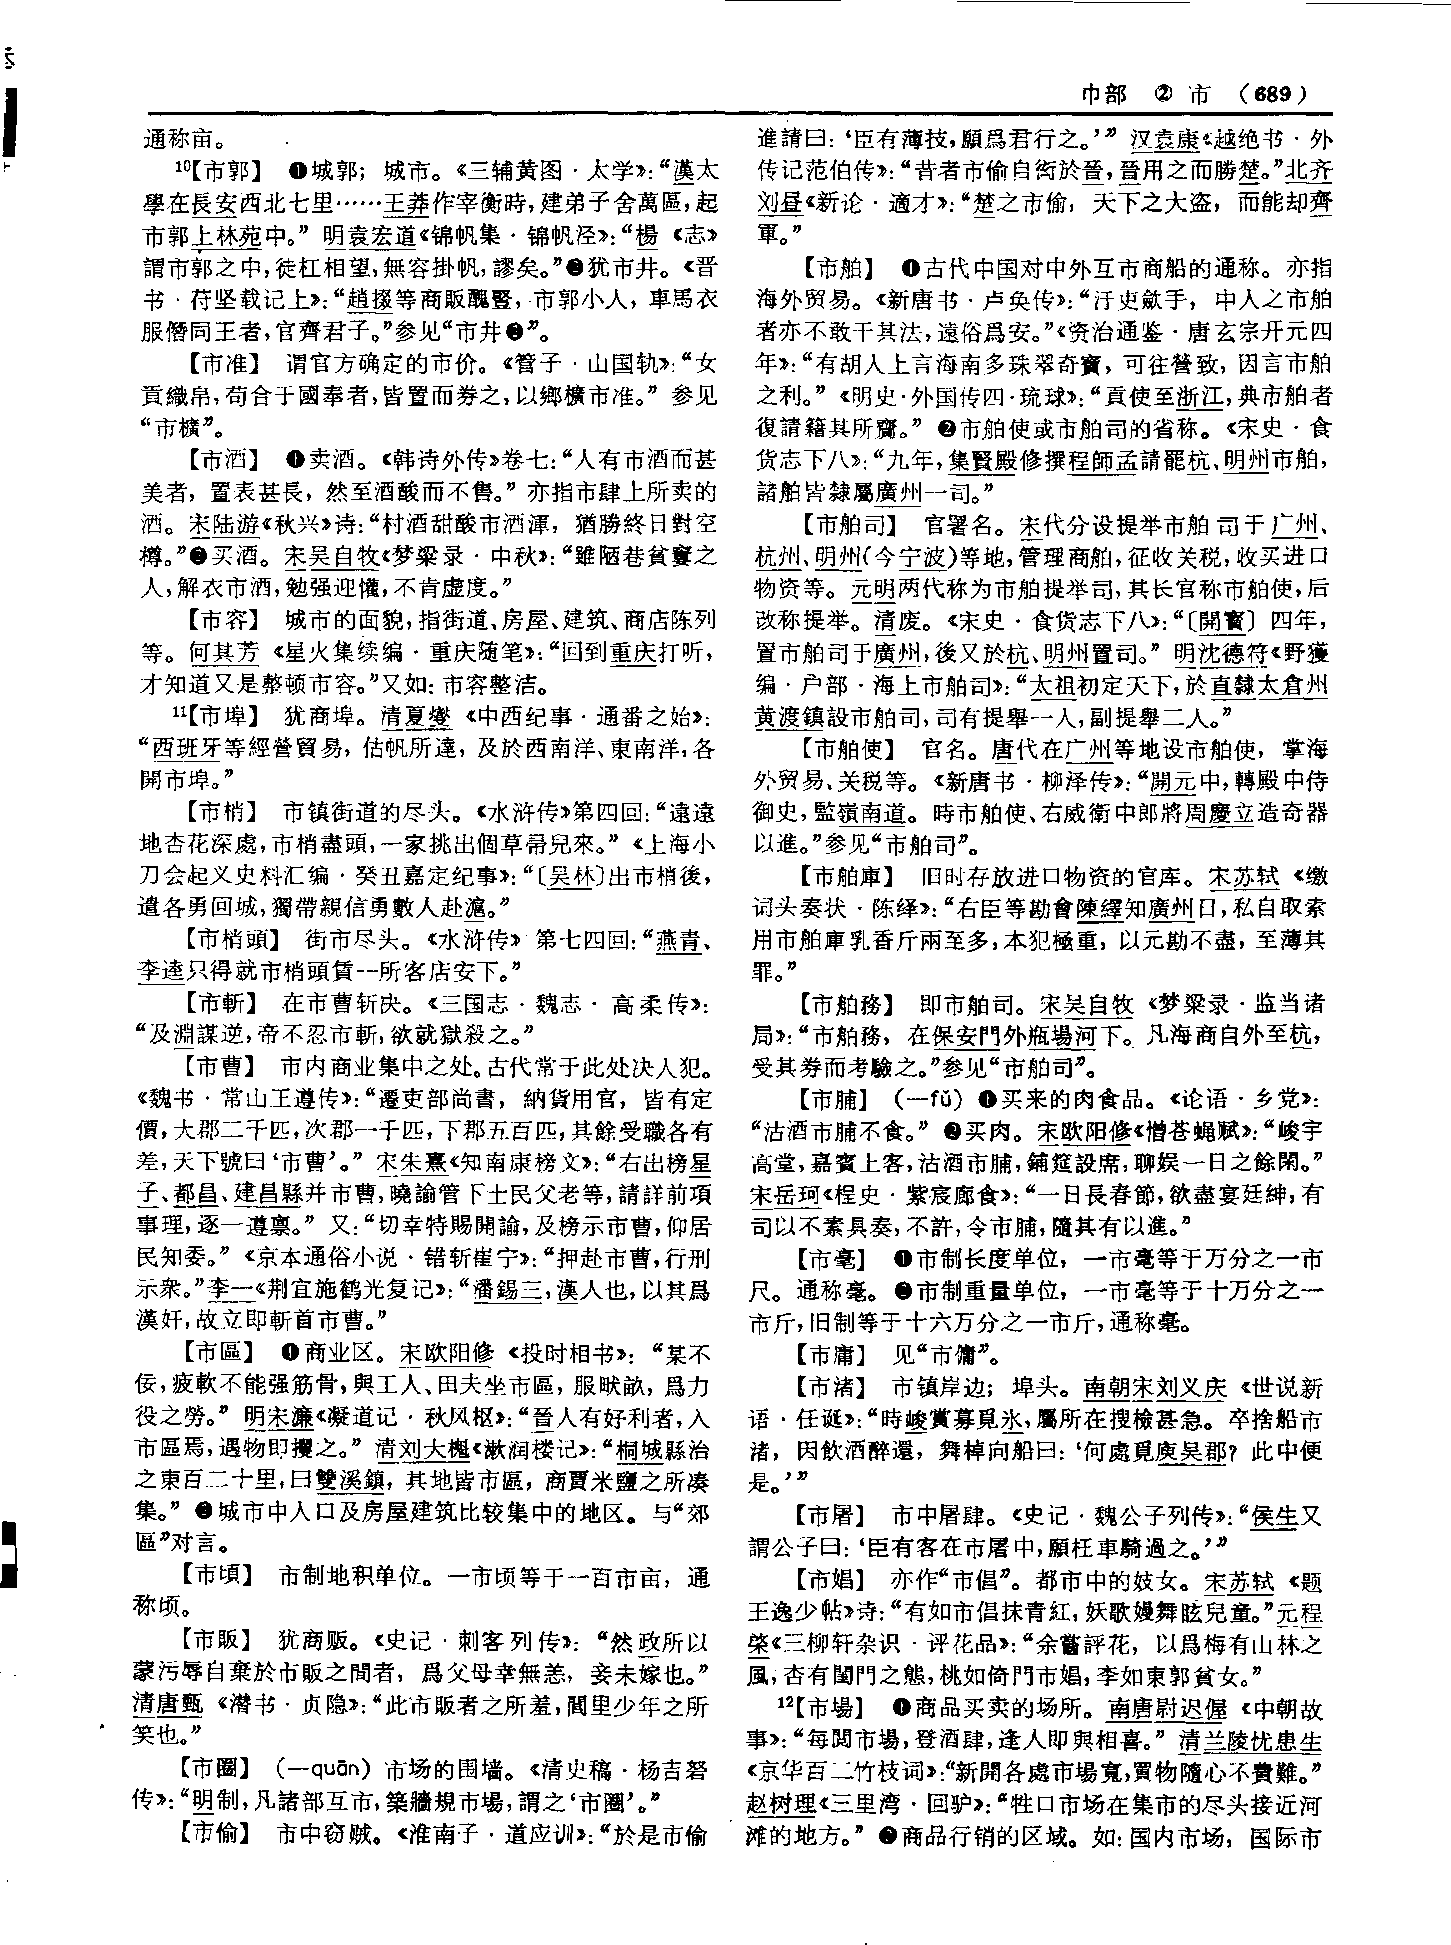 巾部 ② 市 （689）
通称亩。
10【市郭】 ❶城郭；城市。《三辅黄图·太学》：“漢太
學在長安西北七里……王莽作宰衡時，建弟子舍萬區，起
市郭上林苑中。” 明袁宏道《锦帆集·锦帆泾》：“楊《志》
謂市郭之中，徒杠相望，無容掛帆，謬矣。”❷犹市井。《晋
书·苻坚载记上》：“趙掇等商販醜豎，市郭小人，車馬衣
服僭同王者，官齊君子。”参见“市井❷”。
【市准】 谓官方确定的市价。《管子·山国轨》：“女
貢織帛，苟合于國奉者，皆置而券之，以鄉櫎市准。” 参见
“市櫎”。
【市酒】 ❶卖酒。《韩诗外传》卷七：“人有市酒而甚
美者，置表甚長，然至酒酸而不售。” 亦指市肆上所卖的
酒。宋陆游《秋兴》诗：“村酒甜酸市酒渾，猶勝終日對空
樽。”❷买酒。宋吴自牧《梦粱录·中秋》：“雖陋巷貧窶之
人，解衣市酒，勉强迎懽，不肯虚度。”
【市容】 城市的面貌，指街道、房屋、建筑、商店陈列
等。何其芳《星火集续编·重庆随笔》：“回到重庆打听，
才知道又是整顿市容。”又如：市容整洁。
11【市埠】 犹商埠。清夏燮《中西纪事·通番之始》：
“西班牙等經營貿易，估帆所達，及於西南洋、東南洋，各
開市埠。”
【市梢】 市镇街道的尽头。《水浒传》第四回：“遠遠
地杏花深處，市梢盡頭，一家挑出個草帚兒來。” 《上海小
刀会起义史料汇编·癸丑嘉定纪事》：“〔吴林〕出市梢後，
遣各勇回城，獨帶親信勇數人赴滬。”
【市梢頭】 街市尽头。《水浒传》第七四回：“燕青、
李逵只得就市梢頭賃一所客店安下。”
【市斬】 在市曹斩决。《三国志·魏志·高柔传》：
“及淵謀逆，帝不忍市斬，欲就獄殺之。”
【市曹】 市内商业集中之处。古代常于此处决人犯。
《魏书·常山王遵传》：“遷吏部尚書，納貨用官，皆有定
價，大郡二千匹，次郡一千匹，下郡五百匹，其餘受職各有
差，天下號曰‘市曹’。” 宋朱熹《知南康榜文》：“右出榜星
子、都昌、建昌縣并市曹，曉諭管下士民父老等，請詳前項
事理，逐一遵禀。” 又：“切幸特賜開諭，及榜示市曹，仰居
民知委。” 《京本通俗小说·错斩崔宁》：“押赴市曹，行刑
示衆。”李一《荆宜施鹤光复记》：“潘錫三，漢人也，以其爲
漢奸，故立即斬首市曹。”
【市區】 ❶商业区。宋欧阳修《投时相书》：“某不
佞，疲軟不能强筋骨，與工人、田夫坐市區，服畎畝，爲力
役之勞。” 明宋濂《凝道记·秋风枢》：“晉人有好利者，入
市區焉，遇物即攫之。” 清刘大櫆《漱润楼记》：“桐城縣治
之東百二十里，曰雙溪鎮，其地皆市區，商賈米鹽之所凑
集。” ❷城市中人口及房屋建筑比较集中的地区。与“郊
區”对言。
【市頃】 市制地积单位。一市顷等于一百市亩，通
称顷。
【市販】 犹商贩。《史记·刺客列传》：“然政所以
蒙污辱自棄於市販之閒者，爲父母幸無恙，妾未嫁也。”
清唐甄《潜书·贞隐》：“此市販者之所羞，閭里少年之所
笑也。”
【市圈】 （—quān）市场的围墙。《清史稿·杨吉砮
传》：“明制，凡諸部互市，築牆規市場，謂之‘市圈’。”
【市偷】 市中窃贼。《淮南子·道应训》：“於是市偷
進請曰：‘臣有薄技，願爲君行之。’” 汉袁康《越绝书·外
传记范伯传》：“昔者市偷自衒於晉，晉用之而勝楚。”北齐
刘昼《新论·適才》：“楚之市偷，天下之大盗，而能却齊
軍。”
【市舶】 ❶古代中国对中外互市商船的通称。亦指
海外贸易。《新唐书·卢奂传》：“汙吏歛手，中人之市舶
者亦不敢干其法，遠俗爲安。”《资治通鉴·唐玄宗开元四
年》：“有胡人上言海南多珠翠奇寶，可往營致，因言市舶
之利。” 《明史·外国传四·琉球》：“貢使至浙江，典市舶者
復請籍其所齎。” ❷市舶使或市舶司的省称。《宋史·食
货志下八》：“九年，集賢殿修撰程師孟請罷杭、明州市舶，
諸舶皆隸屬廣州一司。”
【市舶司】 官署名。宋代分设提举市舶司于广州、
杭州、明州（今宁波）等地，管理商舶，征收关税，收买进口
物资等。元明两代称为市舶提举司，其长官称市舶使，后
改称提举。清废。《宋史·食货志下八》：“〔開寶〕四年，
置市舶司于廣州，後又於杭、明州置司。” 明沈德符《野獲
编·户部·海上市舶司》：“太祖初定天下，於直隸太倉州
黄渡鎮設市舶司，司有提舉一人，副提舉二人。”
【市舶使】 官名。唐代在广州等地设市舶使，掌海
外贸易、关税等。《新唐书·柳泽传》：“開元中，轉殿中侍
御史，監嶺南道。時市舶使、右威衛中郎將周慶立造奇器
以進。”参见“市舶司”。
【市舶庫】 旧时存放进口物资的官库。宋苏轼《缴
词头奏状·陈绎》：“右臣等勘會陳繹知廣州日，私自取索
用市舶庫乳香斤兩至多，本犯極重，以元勘不盡，至薄其
罪。”
【市舶務】 即市舶司。宋吴自牧《梦粱录·监当诸
局》：“市舶務，在保安門外瓶場河下。凡海商自外至杭，
受其券而考驗之。”参见“市舶司”。
【市脯】 （—fǔ）❶买来的肉食品。《论语·乡党》：
“沽酒市脯不食。” ❷买肉。宋欧阳修《憎苍蝇赋》：“峻宇
高堂，嘉賓上客，沽酒市脯，鋪筵設席，聊娱一日之餘閑。”
宋岳珂《桯史·紫宸廊食》：“一日長春節，欲盡宴廷紳，有
司以不素具奏，不許，令市脯，隨其有以進。”
【市毫】 ❶市制长度单位，一市毫等于万分之一市
尺。通称毫。❷市制重量单位，一市毫等于十万分之一
市斤，旧制等于十六万分之一市斤，通称毫。
【市庸】 见“市傭”。
【市渚】 市镇岸边；埠头。南朝宋刘义庆《世说新
语·任诞》：“時峻賞募覓冰，屬所在搜檢甚急。卒捨船市
渚，因飲酒醉還，舞棹向船曰：‘何處覓庾吴郡？此中便
是。’”
【市屠】 市中屠肆。《史记·魏公子列传》：“侯生又
謂公子曰：‘臣有客在市屠中，願枉車騎過之。’”
【市娼】 亦作“市倡”。都市中的妓女。宋苏轼《题
王逸少帖》诗：“有如市倡抹青紅，妖歌嫚舞眩兒童。”元程
棨《三柳轩杂识·评花品》：“余嘗評花，以爲梅有山林之
風，杏有閨門之態，桃如倚門市娼，李如東郭貧女。”
12【市場】 ❶商品买卖的场所。南唐尉迟偓《中朝故
事》：“每閲市場，登酒肆，逢人即與相喜。” 清兰陵忧患生
《京华百二竹枝词》：“新開各處市場寬，買物隨心不費難。”
赵树理《三里湾·回驴》：“牲口市场在集市的尽头接近河
滩的地方。” ❷商品行销的区域。如：国内市场；国际市